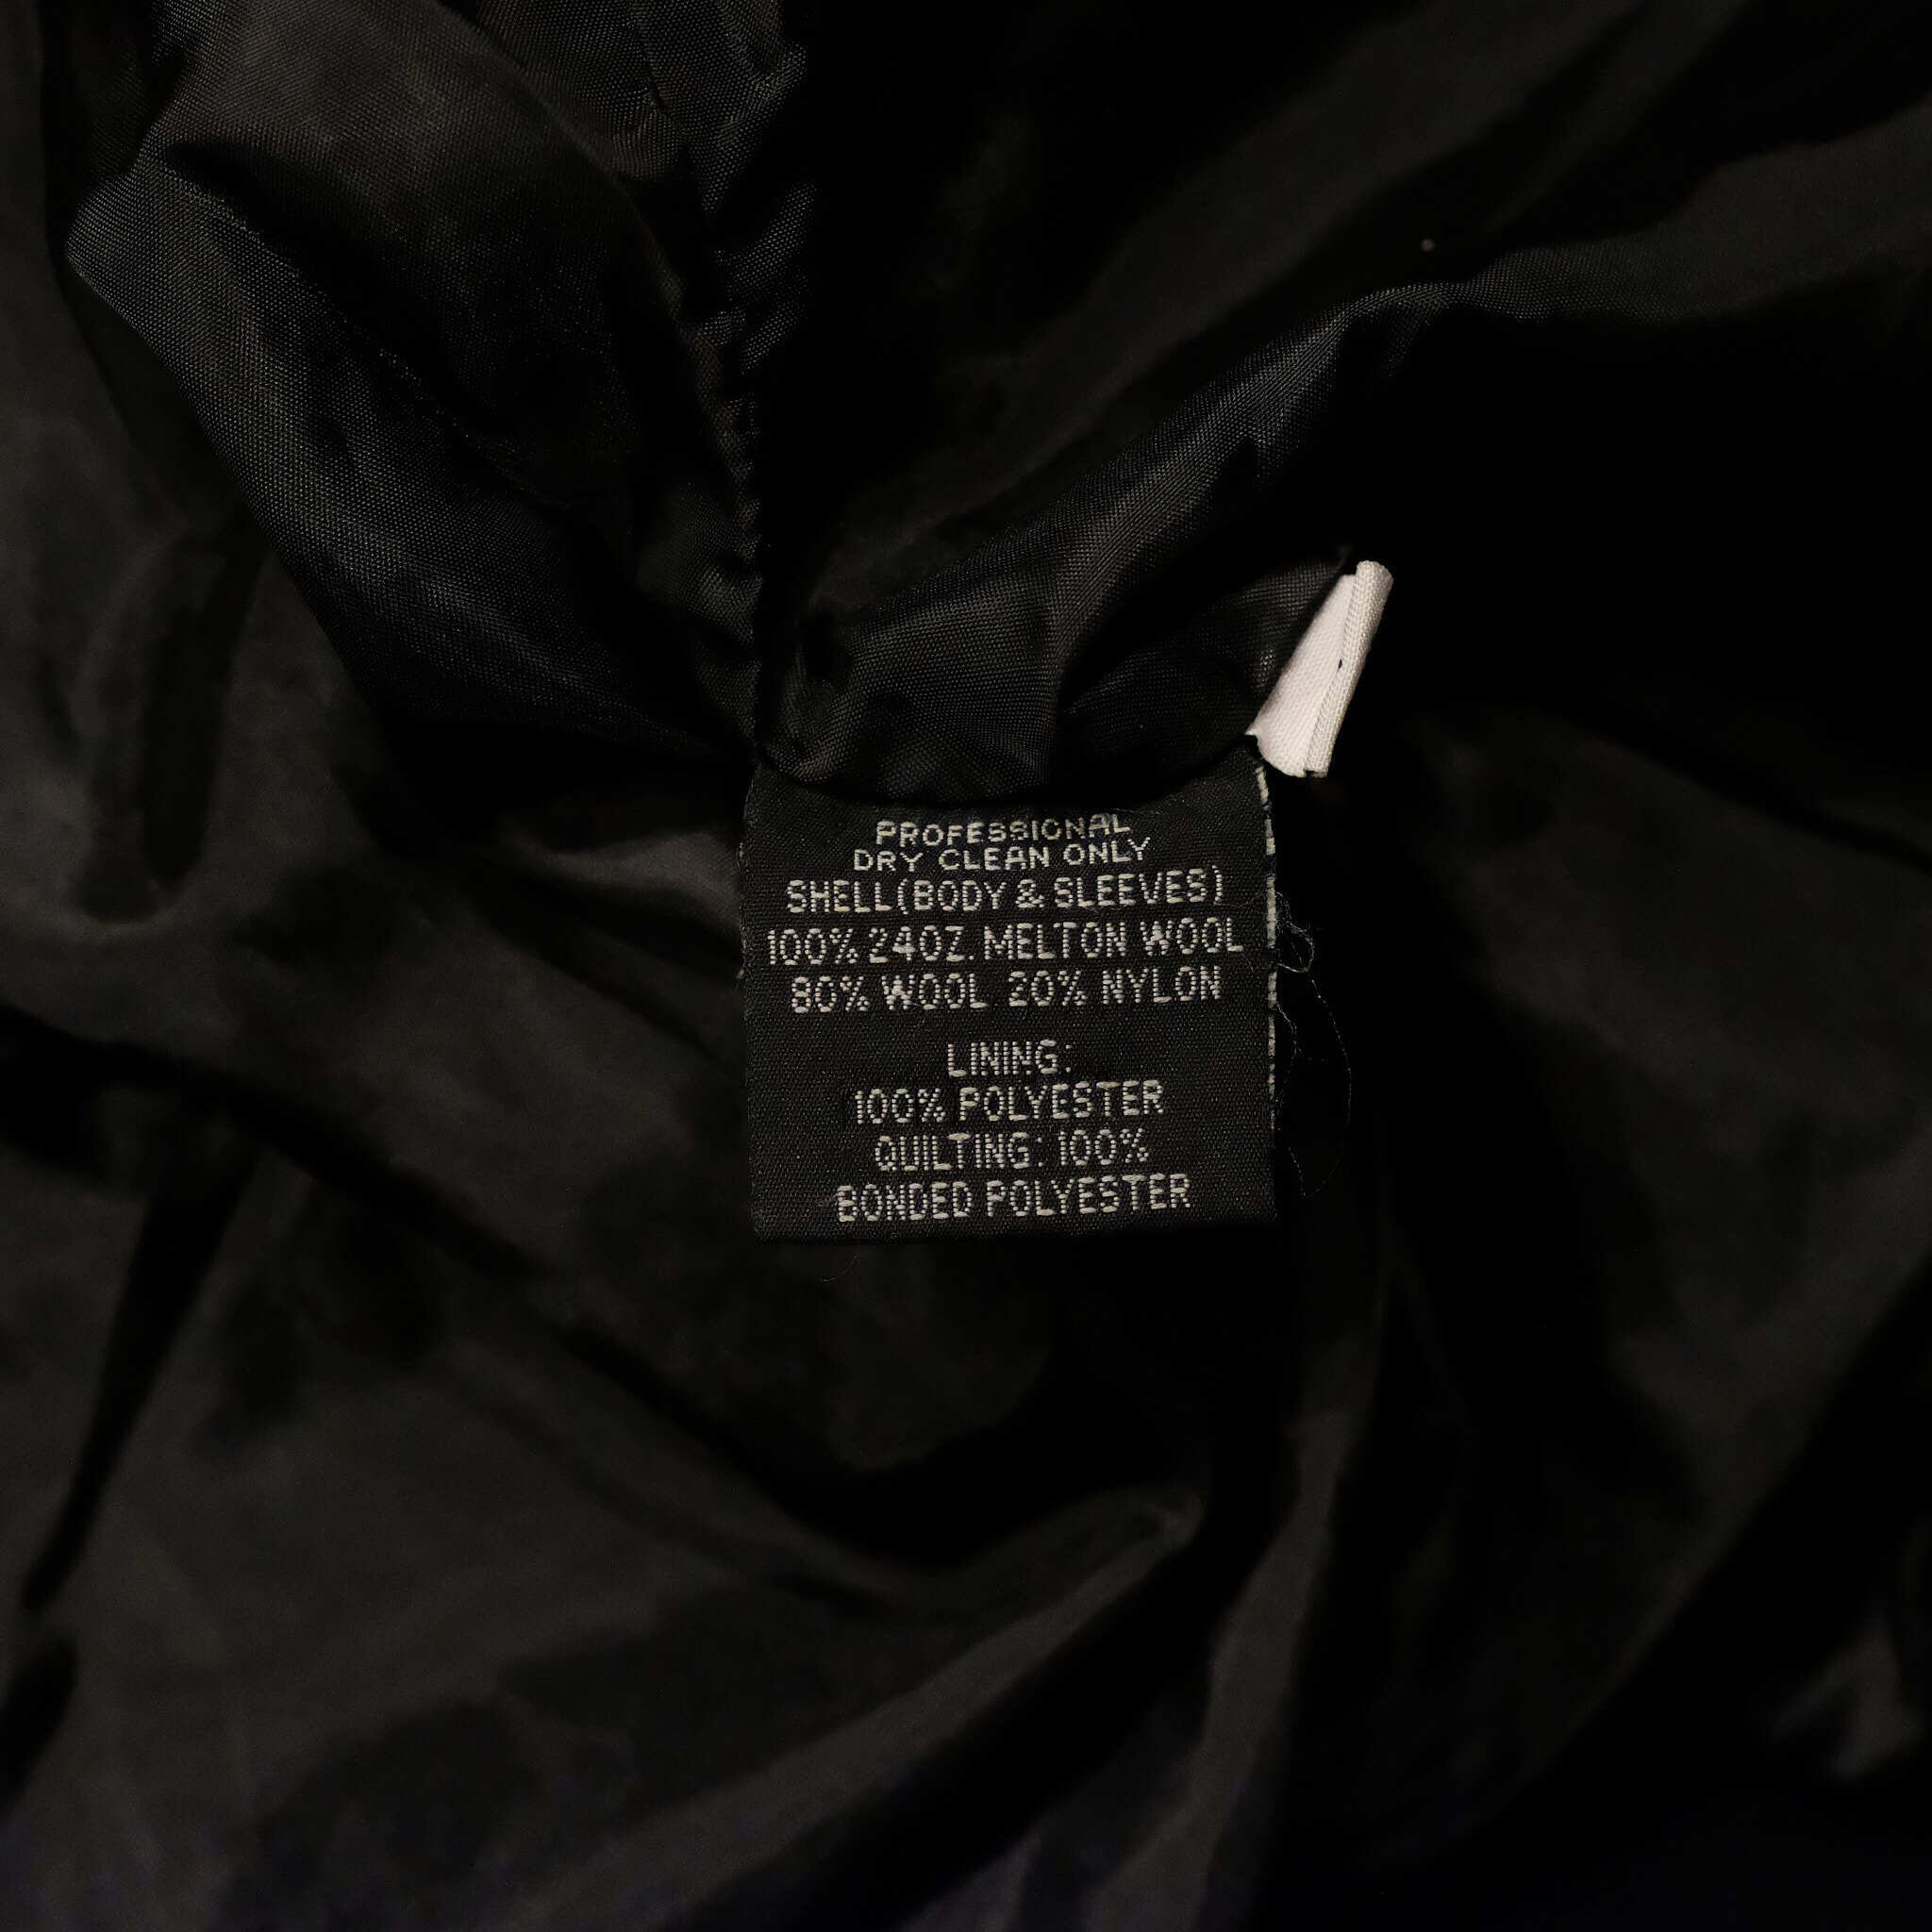 PROFESSIONAL
DRY CLEAN ONLY
SHELL(BODY & SLEEVES)
100% 24OZ. MELTON WOOL
80% WOOL 20% NYLON
LINING:
100% POLYESTER
QUILTING: 100%
BONDED POLYESTER